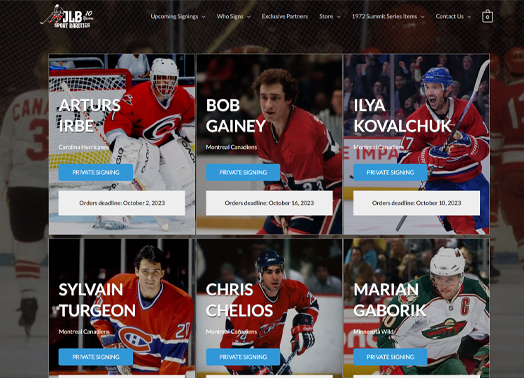 JLB
SPORT RARETIES
Upcoming Signings
Who Signs
Exclusive Partners
Store
1972 Summit Series Items
Contact Us
0
ARTURS
IRBE
Carolina Hurricanes
PRIVATE SIGNING
Orders deadline: October 2, 2023
BOB
GAINEY
Montreal Canadiens
PRIVATE SIGNING
Orders deadline: October 16, 2023
ILYA
KOVALCHUK
Montreal Canadiens
PRIVATE SIGNING
Orders deadline: October 10, 2023
SYLVAIN
TURGEON
Montreal Canadiens
PRIVATE SIGNING
CHRIS
CHELIOS
Montreal Canadiens
PRIVATE SIGNING
MARIAN
GABORIK
Minnesota Wild
PRIVATE SIGNING